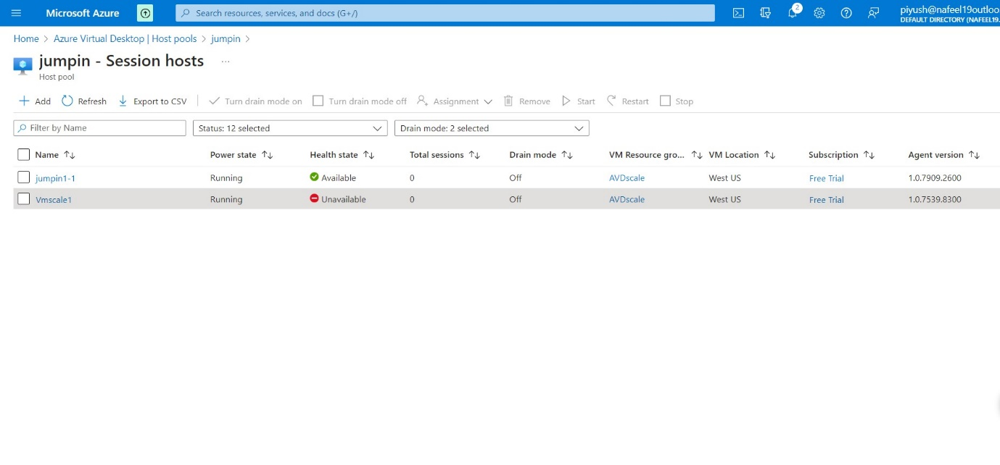 Microsoft Azure
Search resources, services, and docs (G+/)
2
piyush@nafeel19outloo
DEFAULT DIRECTORY (NAFEEL19.
Home > Azure Virtual Desktop | Host pools > jumpin >
jumpin - Session hosts ...
Host pool
Add Refresh Export to CSV Turn drain mode on Turn drain mode off Assignment Remove Start Restart Stop
Filter by Name Status: 12 selected Drain mode: 2 selected
Name Power state Health state Total sessions Drain mode VM Resource gro... VM Location Subscription Agent version
jumpin1-1 Running Available 0 Off AVDscale West US Free Trial 1.0.7909.2600
Vmscale1 Running Unavailable 0 Off AVDscale West US Free Trial 1.0.7539.8300